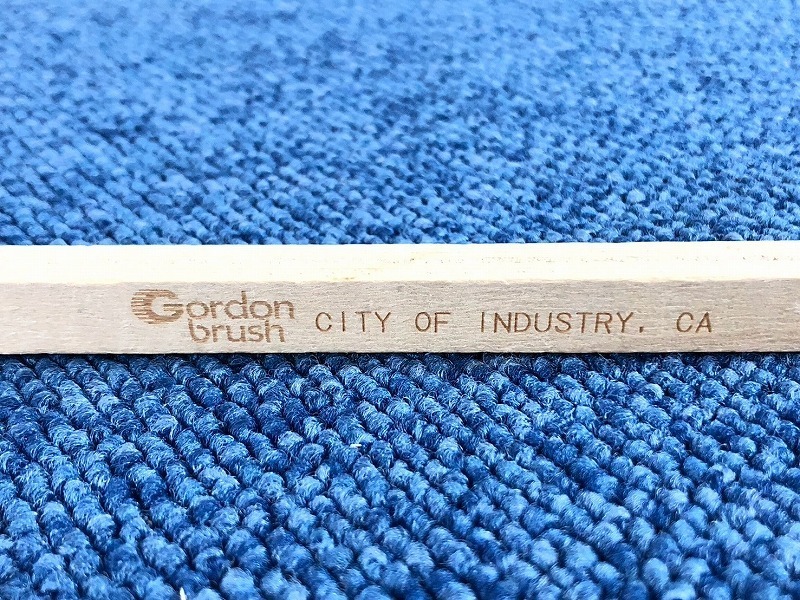 Gordon
brush CITY OF INDUSTRY, CA